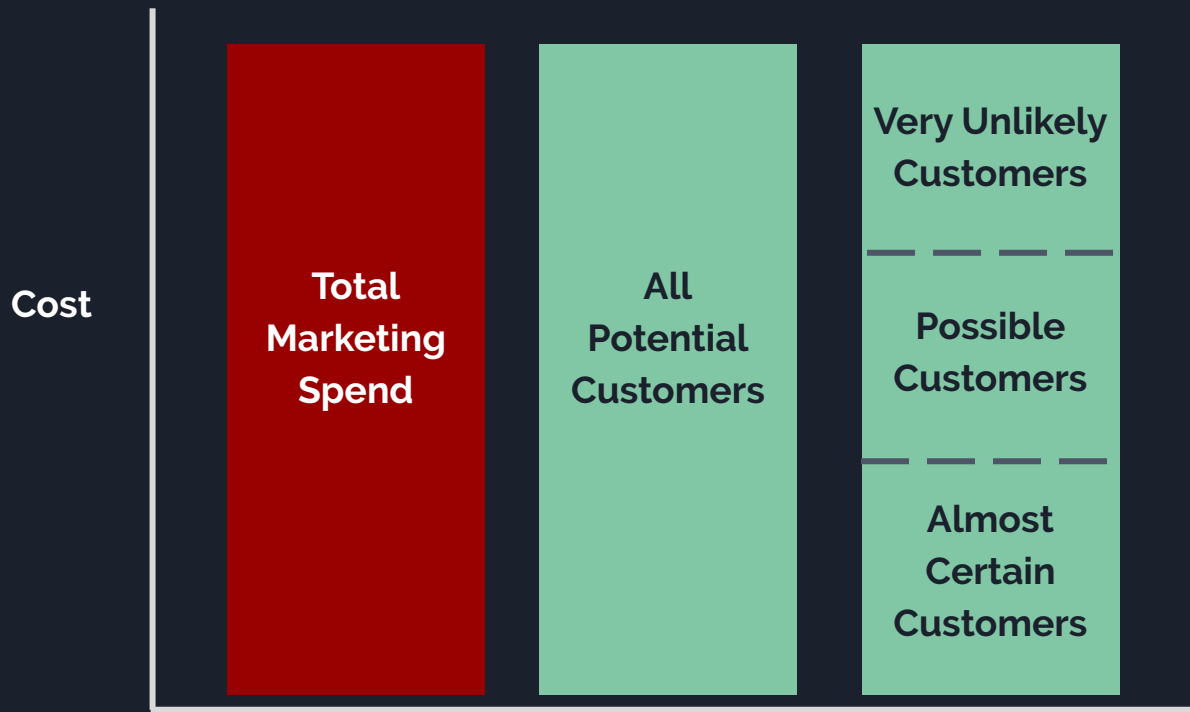 Cost
Total
Marketing
Spend
All
Potential
Customers
Very Unlikely
Customers
Possible
Customers
Almost
Certain
Customers